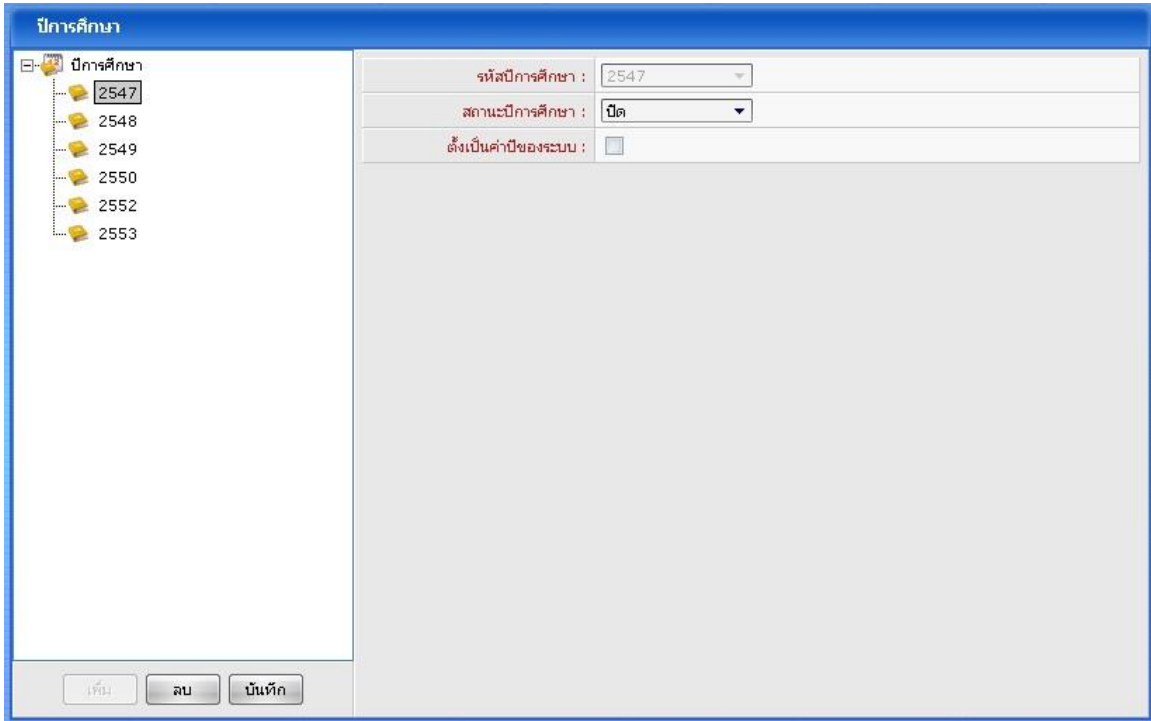 ปีการศึกษา
ปีการศึกษา
2547
2548
2549
2550
2552
2553
รหัสปีการศึกษา : 2547
สถานะปีการศึกษา : ปิด
ตั้งเป็นค่าปีของระบบ :
เพิ่ม ลบ บันทึก